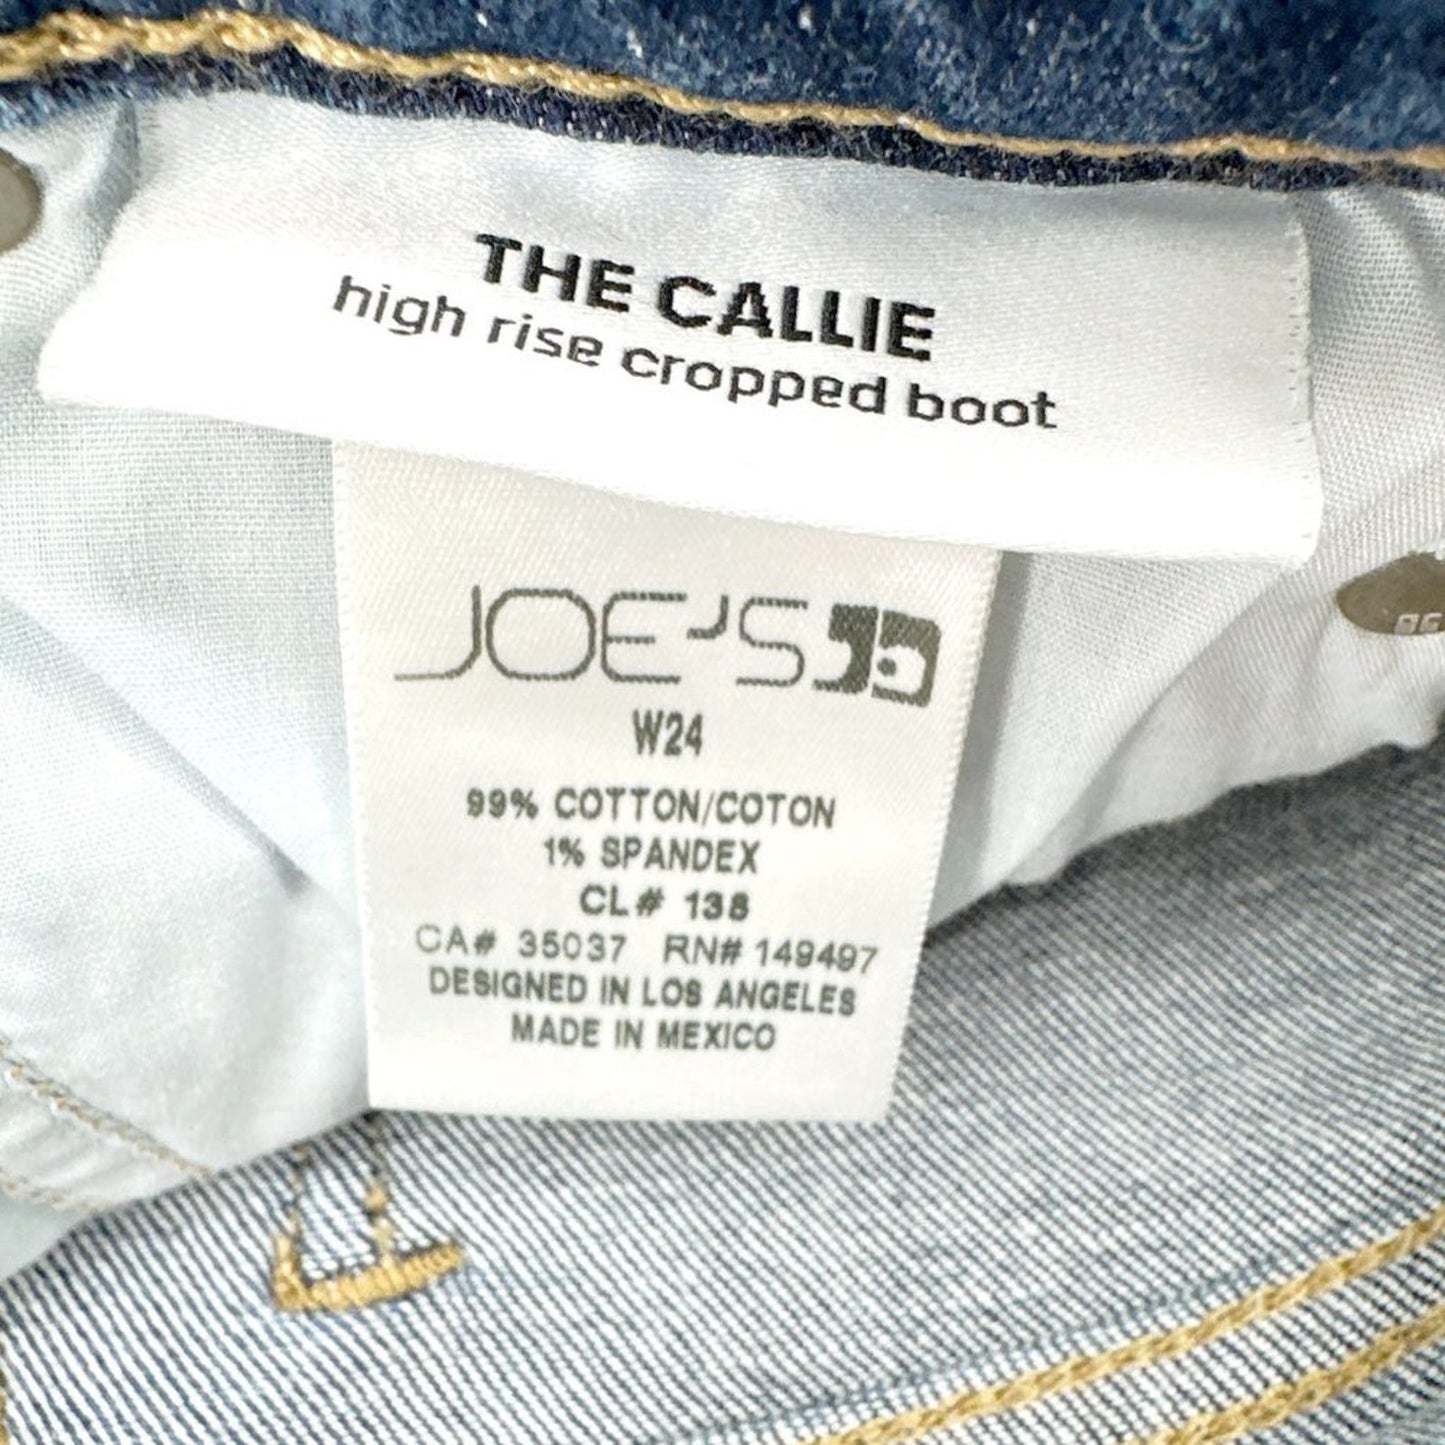 THE CALLIE
high rise cropped boot
JOE'S
W24
99% COTTON/COTON
1% SPANDEX
CL# 138
CA# 35037 RN# 149497
DESIGNED IN LOS ANGELES
MADE IN MEXICO